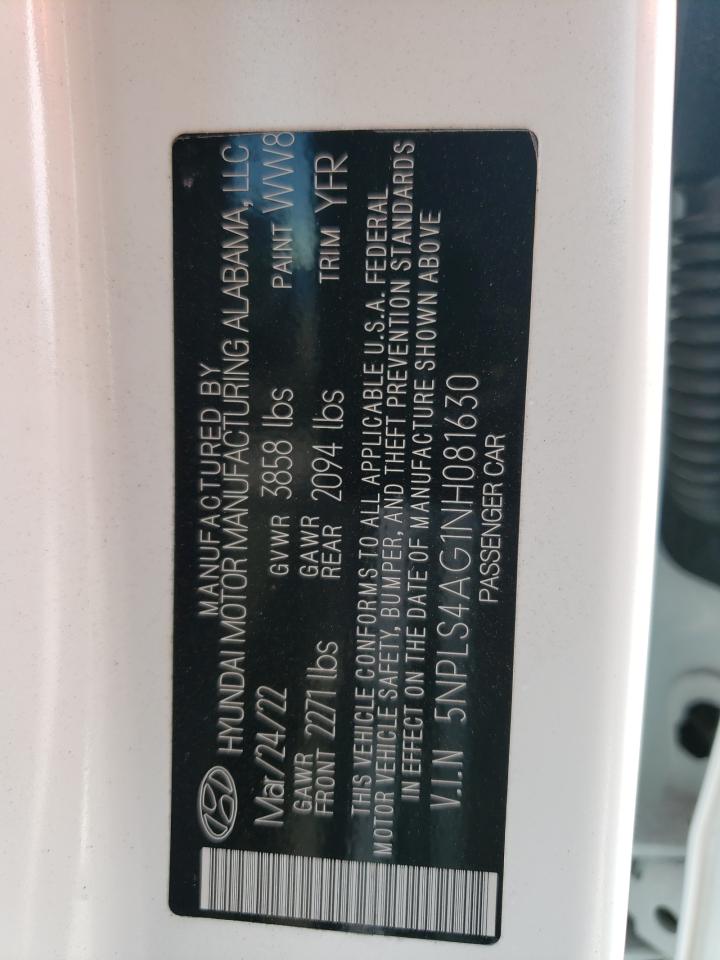 MANUFACTURED BY
HYUNDAI MOTOR MANUFACTURING ALABAMA, LLC
Mar/24/22 GVWR 3858 lbs PAINT WW8
GAWR FRONT 2271 lbs GAWR REAR 2094 lbs TRIM YFR
THIS VEHICLE CONFORMS TO ALL APPLICABLE U.S.A. FEDERAL
MOTOR VEHICLE SAFETY, BUMPER, AND THEFT PREVENTION STANDARDS
IN EFFECT ON THE DATE OF MANUFACTURE SHOWN ABOVE
V.I.N 5NPLS4AG1NH081630
PASSENGER CAR